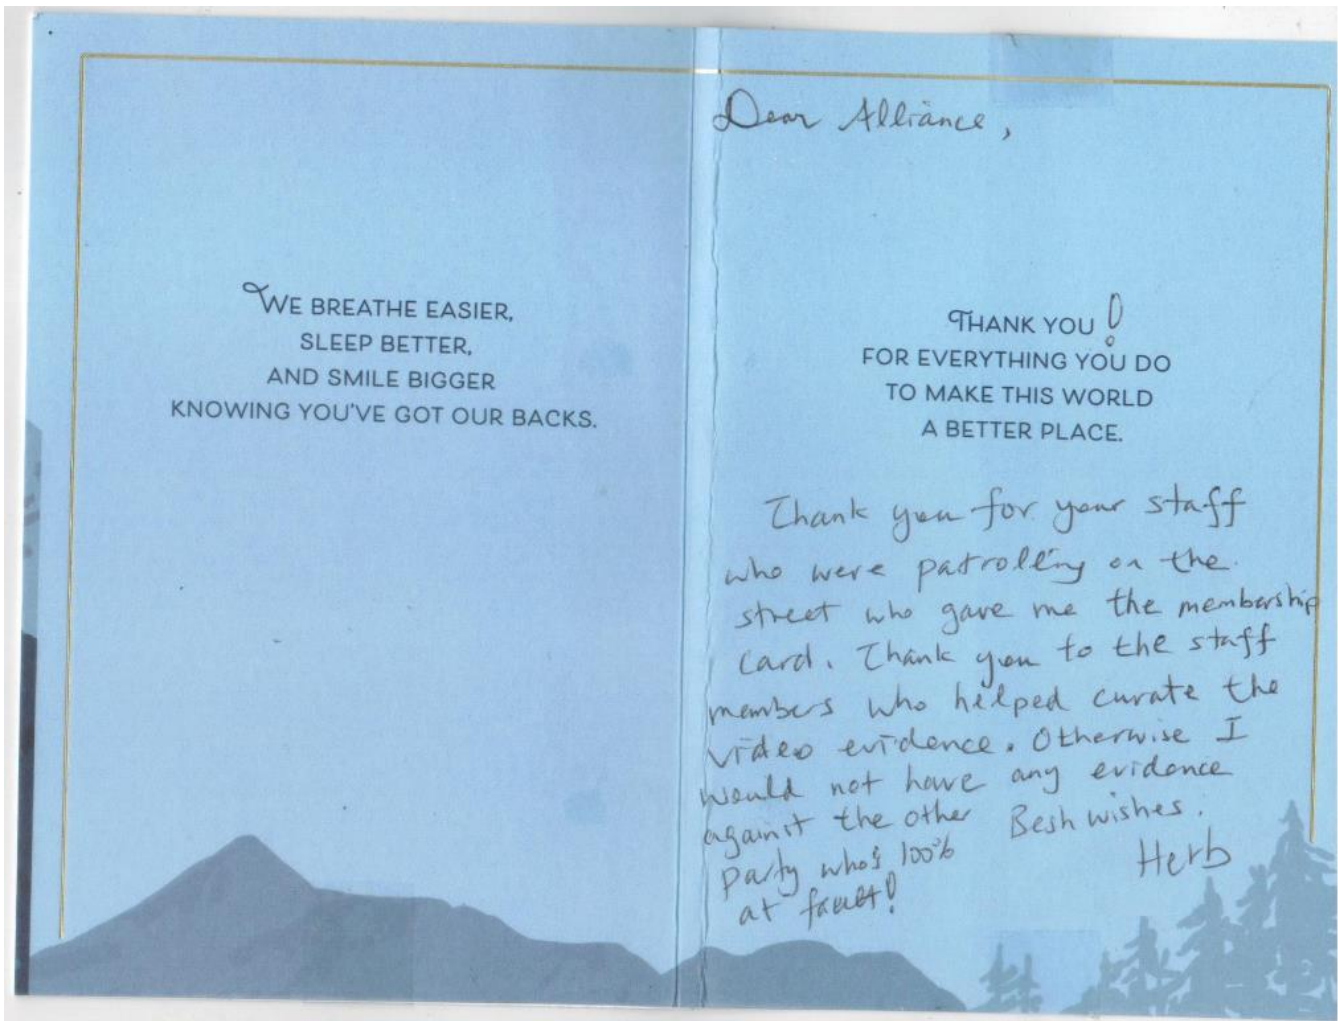 WE BREATHE EASIER,
SLEEP BETTER,
AND SMILE BIGGER
KNOWING YOU'VE GOT OUR BACKS.
Dear Alliance,
THANK YOU!
FOR EVERYTHING YOU DO
TO MAKE THIS WORLD
A BETTER PLACE.
Thank you for your staff
who were patrolling on the
street who gave me the membership
card. Thank you to the staff
members who helped curate the
video evidence. Otherwise I
would not have any evidence
against the other
party who's 100%
at fault!
Besh wishes.
Herb